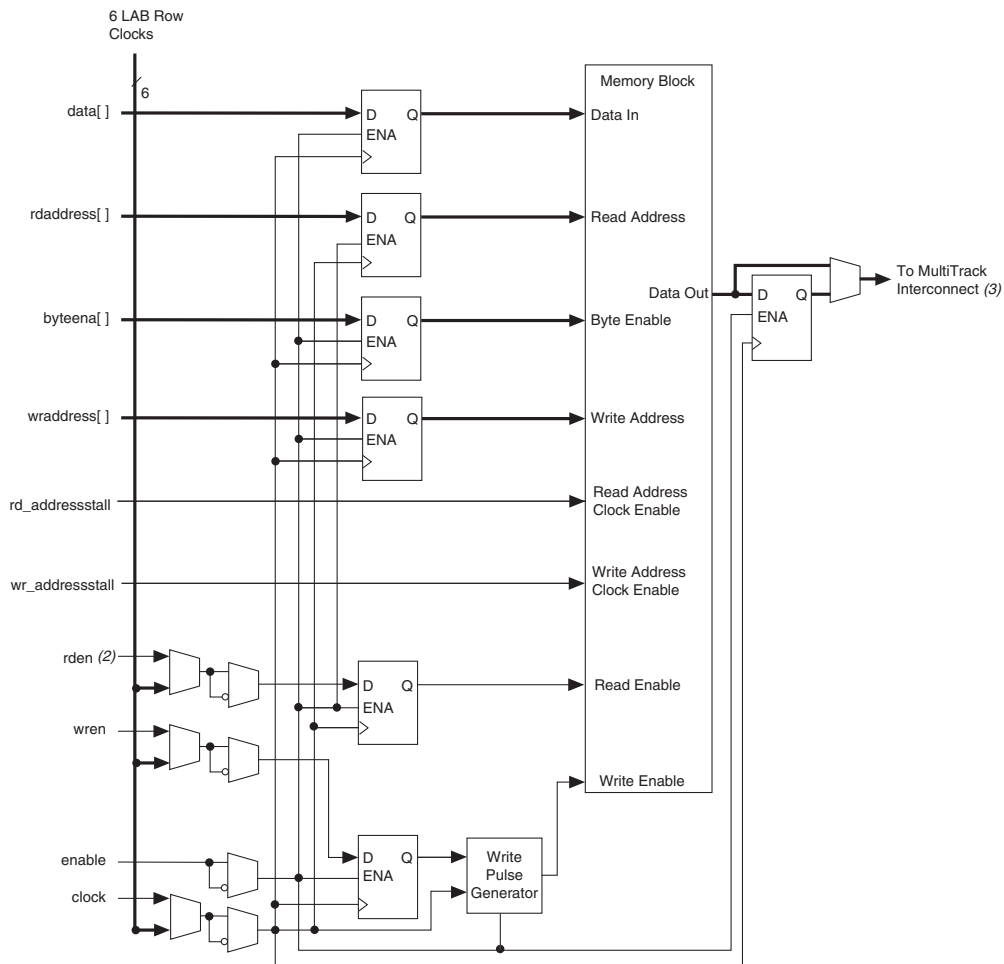 6 LAB Row
Clocks
6
Memory Block
data[ ]
D Q
ENA
Data In
rdaddress[ ]
D Q
ENA
Read Address
To MultiTrack
Interconnect (3)
Data Out
D Q
ENA
byteena[ ]
D Q
ENA
Byte Enable
wraddress[ ]
D Q
ENA
Write Address
rd_addressstall
Read Address
Clock Enable
wr_addressstall
Write Address
Clock Enable
rden (2)
D Q
ENA
Read Enable
wren
Write Enable
enable
D Q
ENA
Write
Pulse
Generator
clock